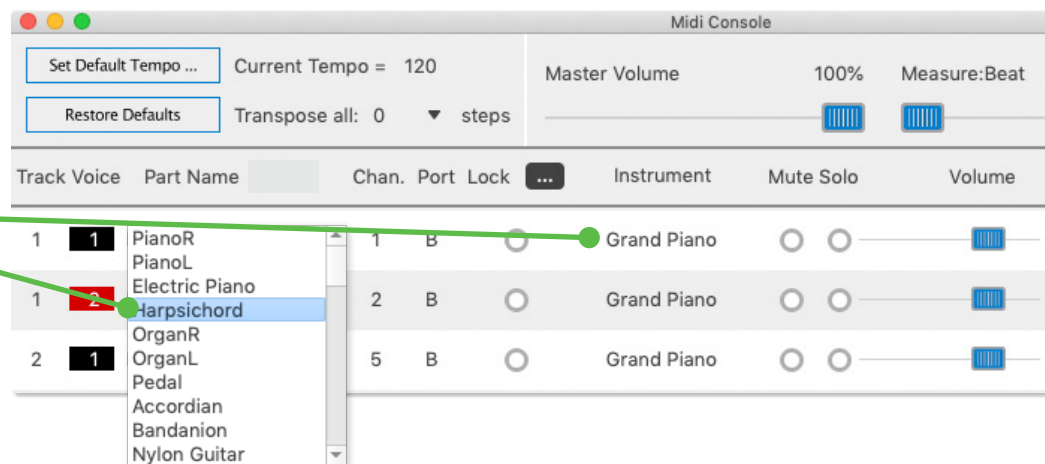 Midi Console
Set Default Tempo ... Current Tempo = 120 Master Volume 100% Measure:Beat
Restore Defaults Transpose all: 0 steps
Track Voice Part Name Chan. Port Lock ... Instrument Mute Solo Volume
1 1 PianoR 1 B Grand Piano
PianoL
Electric Piano
1 2 Harpsichord 2 B Grand Piano
OrganR
2 1 OrganL 5 B Grand Piano
Pedal
Accordian
Bandanion
Nylon Guitar